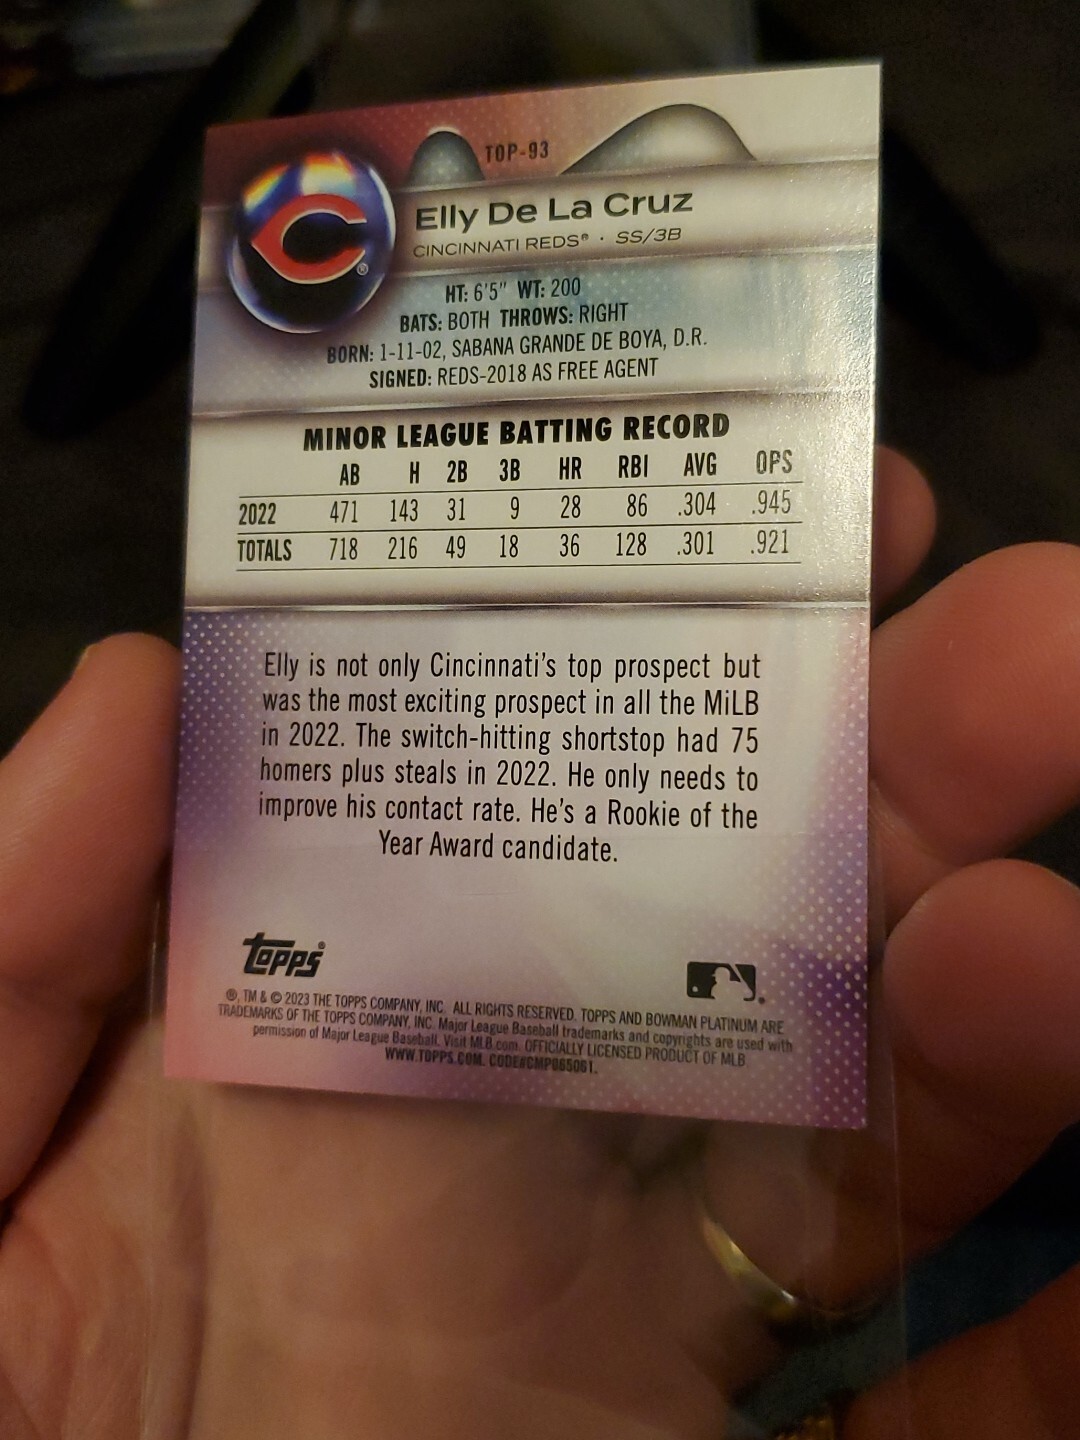 TOP-93
C®
Elly De La Cruz
CINCINNATI REDS® · SS/3B
HT: 6'5" WT: 200
BATS: BOTH THROWS: RIGHT
BORN: 1-11-02, SABANA GRANDE DE BOYA, D.R.
SIGNED: REDS-2018 AS FREE AGENT
MINOR LEAGUE BATTING RECORD
AB H 2B 3B HR RBI AVG OPS
2022 471 143 31 9 28 86 .304 .945
TOTALS 718 216 49 18 36 128 .301 .921
Elly is not only Cincinnati's top prospect but
was the most exciting prospect in all the MiLB
in 2022. The switch-hitting shortstop had 75
homers plus steals in 2022. He only needs to
improve his contact rate. He's a Rookie of the
Year Award candidate.
Topps®
®, TM & © 2023 THE TOPPS COMPANY, INC. ALL RIGHTS RESERVED. TOPPS AND BOWMAN PLATINUM ARE
TRADEMARKS OF THE TOPPS COMPANY, INC. Major League Baseball trademarks and copyrights are used with
permission of Major League Baseball. Visit MLB.com. OFFICIALLY LICENSED PRODUCT OF MLB
WWW.TOPPS.COM. CODE#CMP065061.